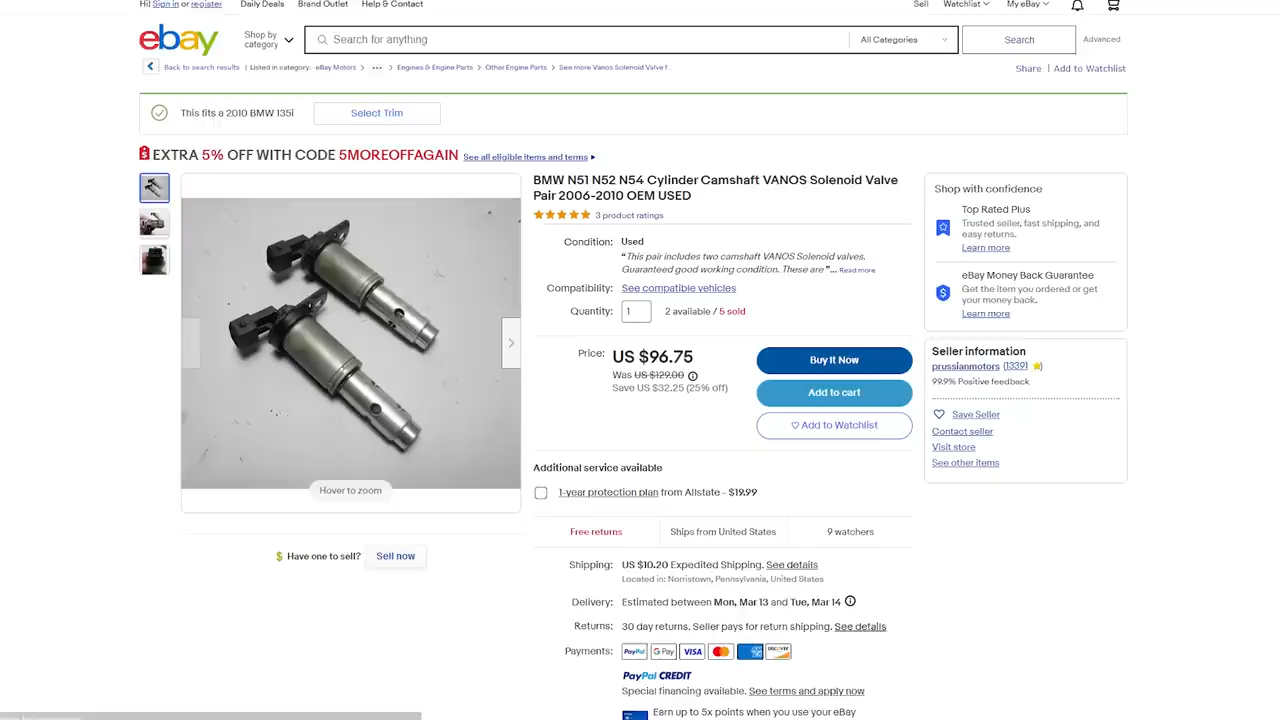 Hi! Sign in or register
Daily Deals
Brand Outlet
Help & Contact
Sell
Watchlist
My eBay
ebay
Shop by category
Search for anything
All Categories
Search
Advanced
Back to search results | Listed in category: eBay Motors > ... > Engines & Engine Parts > Other Engine Parts > See more Vanos Solenoid Valve f...
Share | Add to Watchlist
This fits a 2010 BMW 135i
Select Trim
EXTRA 5% OFF WITH CODE 5MOREOFFAGAIN See all eligible items and terms
BMW N51 N52 N54 Cylinder Camshaft VANOS Solenoid Valve
Pair 2006-2010 OEM USED
3 product ratings
Condition: Used
“This pair includes two camshaft VANOS Solenoid valves.
Guaranteed good working condition. These are ”... Read more
Compatibility: See compatible vehicles
Quantity: 1 2 available / 5 sold
Price: US $96.75
Was US $129.00
Save US $32.25 (25% off)
Buy It Now
Add to cart
Add to Watchlist
Additional service available
1-year protection plan from Allstate - $19.99
Free returns
Ships from United States
9 watchers
Shipping: US $10.20 Expedited Shipping. See details
Located in: Norristown, Pennsylvania, United States
Delivery: Estimated between Mon, Mar 13 and Tue, Mar 14
Returns: 30 day returns. Seller pays for return shipping. See details
Payments: PayPal G Pay VISA DISCOVER
PayPal CREDIT
Special financing available. See terms and apply now
Earn up to 5x points when you use your eBay
Hover to zoom
Have one to sell? Sell now
Shop with confidence
Top Rated Plus
Trusted seller, fast shipping, and
easy returns.
Learn more
eBay Money Back Guarantee
Get the item you ordered or get
your money back.
Learn more
Seller information
prussianmotors (13391)
99.9% Positive feedback
Save Seller
Contact seller
Visit store
See other items